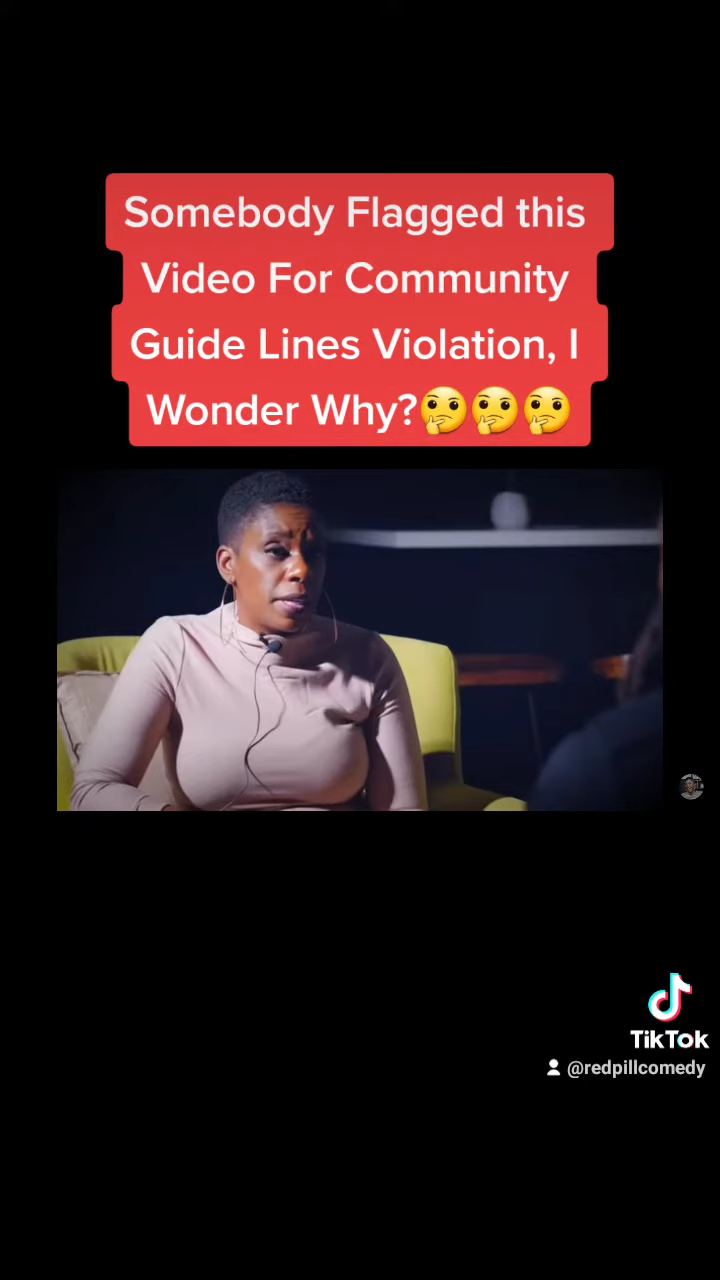 Somebody Flagged this
Video For Community
Guide Lines Violation, I
Wonder Why?🤔🤔🤔
TikTok
@redpillcomedy